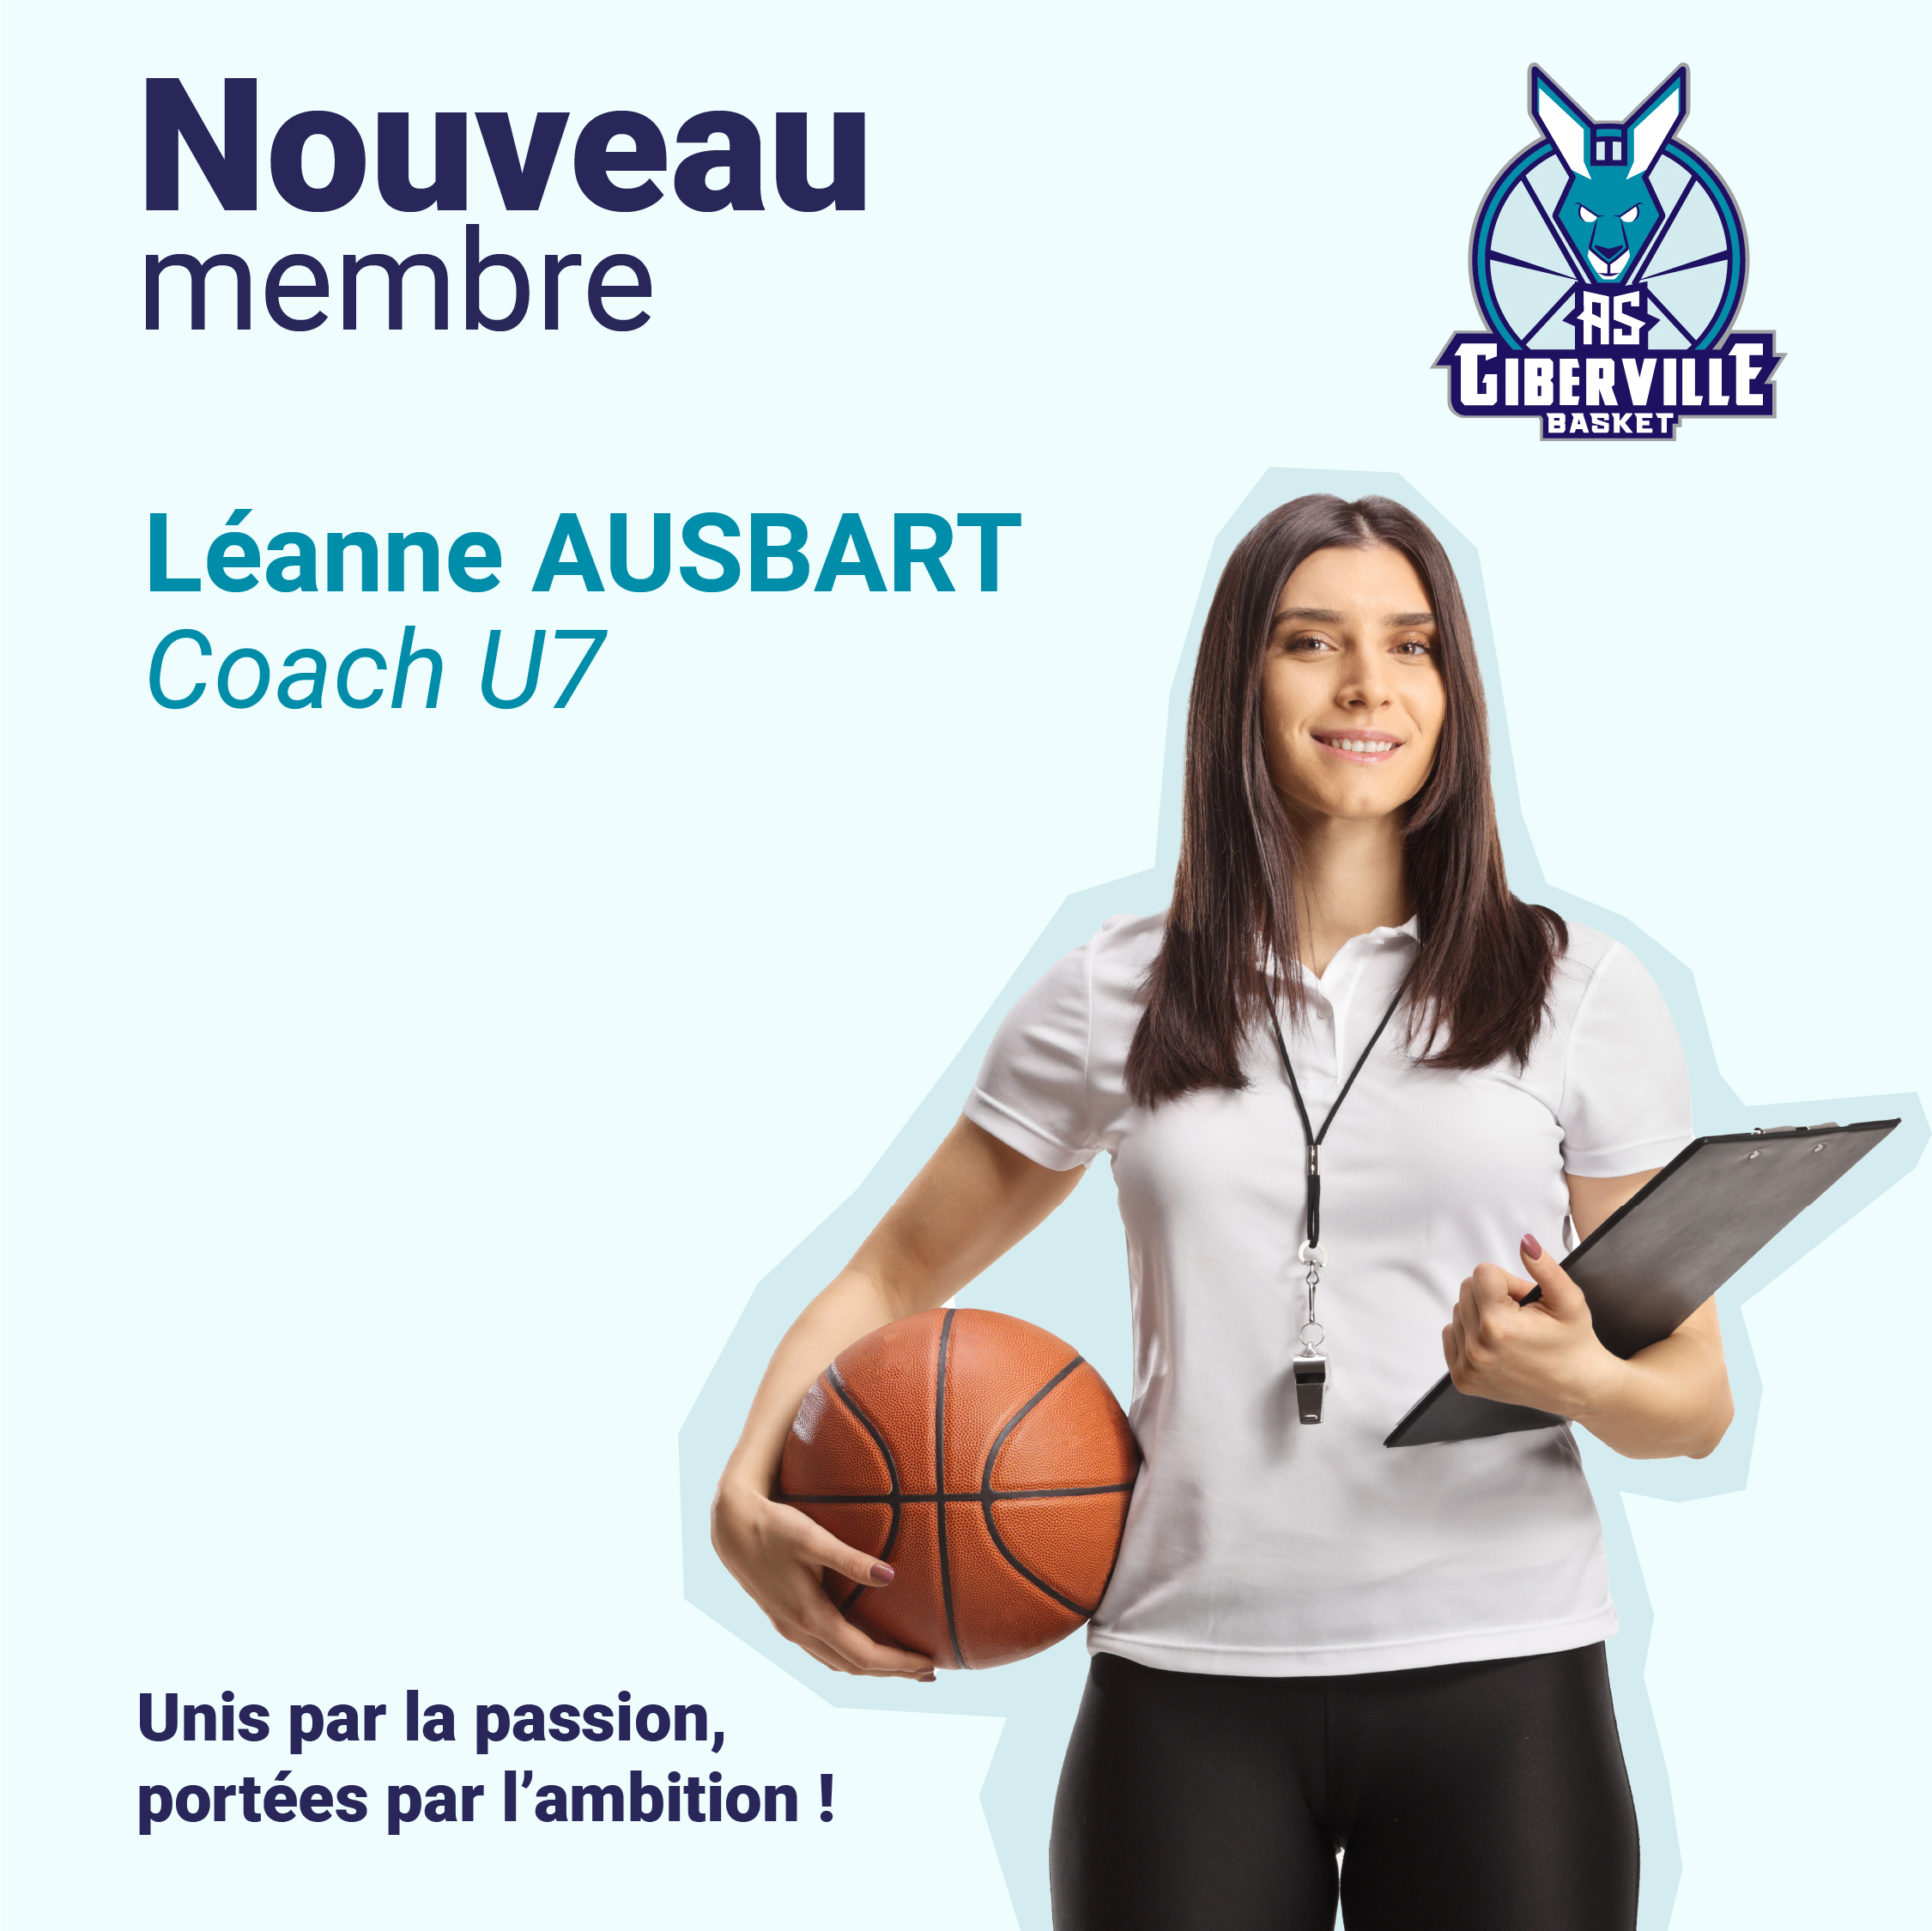 Nouveau
membre
AS
GIBERVILLE
BASKET
Léanne AUSBART
Coach U7
Unis par la passion,
portées par l’ambition !